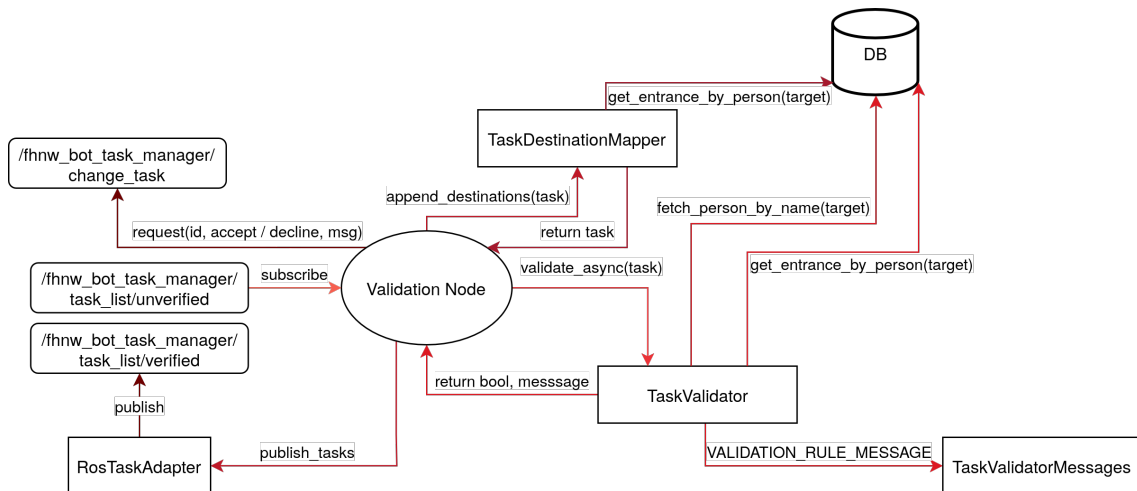 DB
get_entrance_by_person(target)
TaskDestinationMapper
/fhnw_bot_task_manager/
change_task
append_destinations(task)
fetch_person_by_name(target)
request(id, accept / decline, msg)
return task
get_entrance_by_person(target)
/fhnw_bot_task_manager/
task_list/unverified
subscribe
Validation Node
validate_async(task)
/fhnw_bot_task_manager/
task_list/verified
return bool, messsage
TaskValidator
publish
publish_tasks
VALIDATION_RULE_MESSAGE
RosTaskAdapter
TaskValidatorMessages